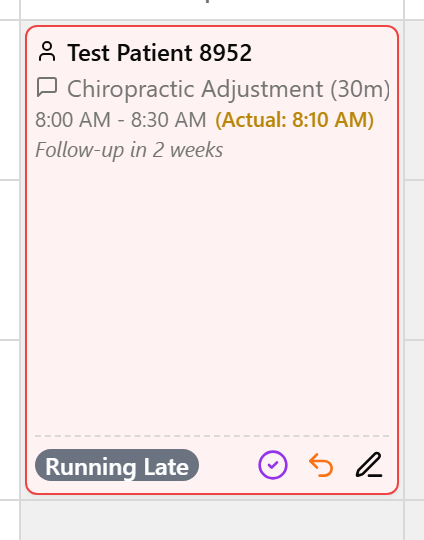 Test Patient 8952
Chiropractic Adjustment (30m)
8:00 AM - 8:30 AM (Actual: 8:10 AM)
Follow-up in 2 weeks
Running Late